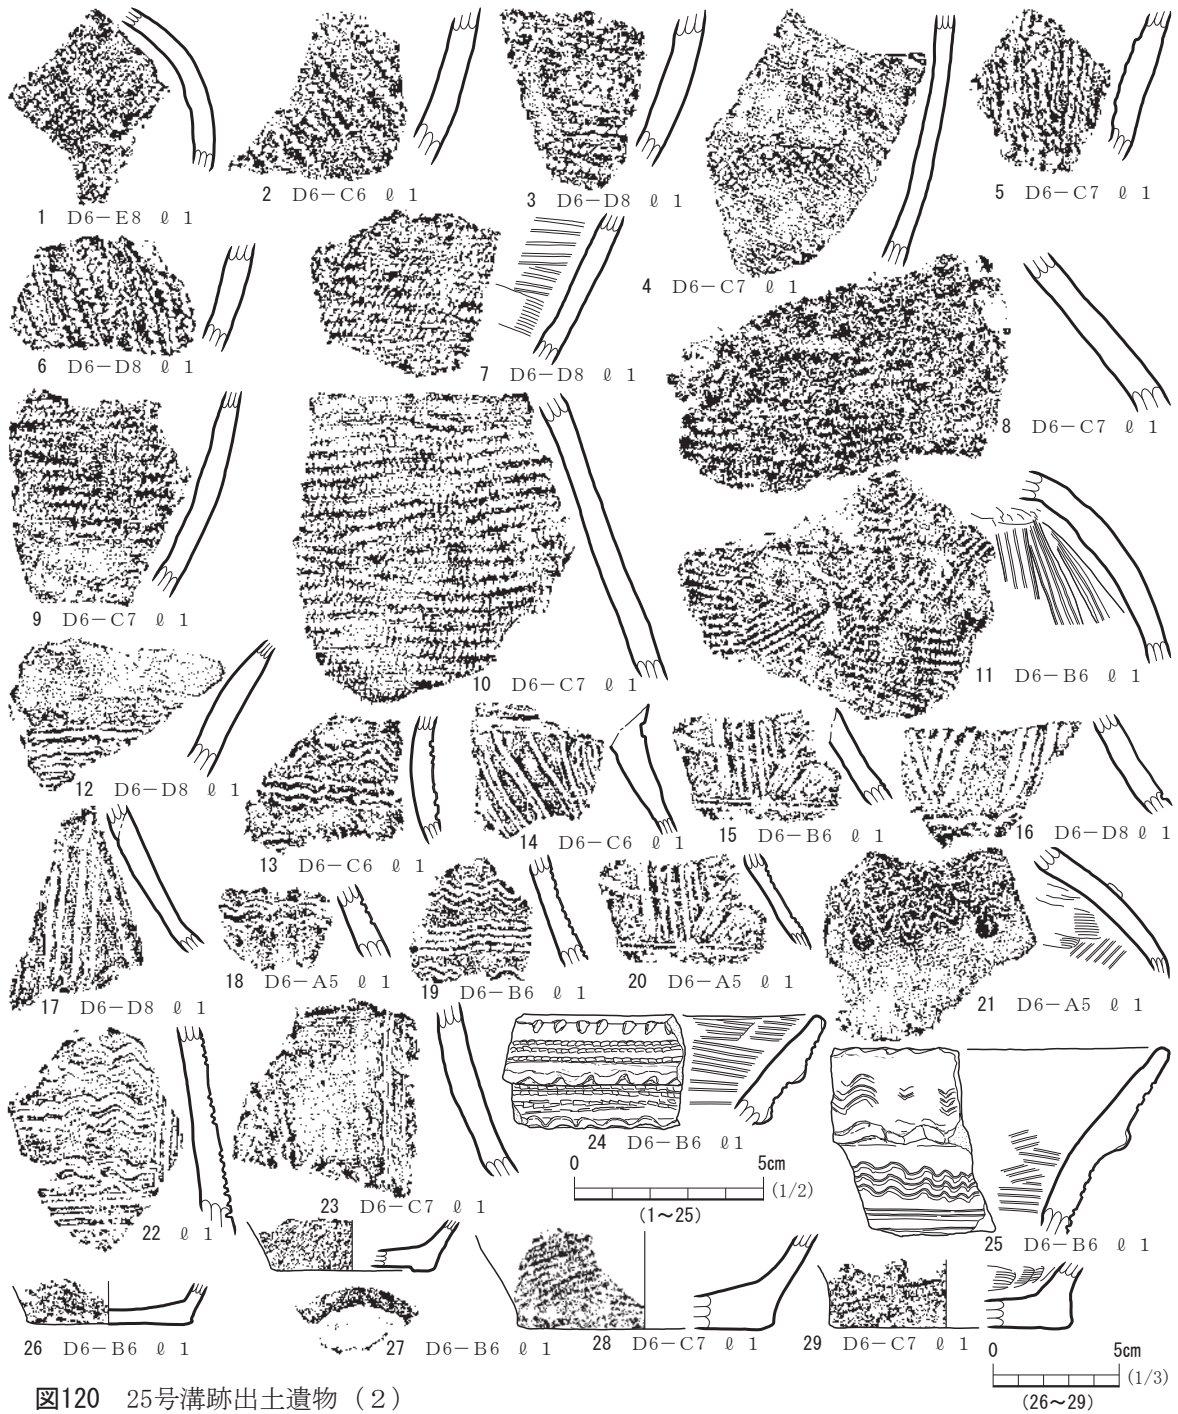 1 D6－E8 ℓ 1
2 D6－C6 ℓ 1
3 D6－D8 ℓ 1
4 D6－C7 ℓ 1
5 D6－C7 ℓ 1
6 D6－D8 ℓ 1
7 D6－D8 ℓ 1
8 D6－C7 ℓ 1
9 D6－C7 ℓ 1
10 D6－C7 ℓ 1
11 D6－B6 ℓ 1
12 D6－D8 ℓ 1
13 D6－C6 ℓ 1
14 D6－C6 ℓ 1
15 D6－B6 ℓ 1
16 D6－D8 ℓ 1
17 D6－D8 ℓ 1
18 D6－A5 ℓ 1
19 D6－B6 ℓ 1
20 D6－A5 ℓ 1
21 D6－A5 ℓ 1
22 ℓ 1
23 D6－C7 ℓ 1
24 D6－B6 ℓ1
0 5cm
(1/2)
(1～25)
25 D6－B6 ℓ 1
26 D6－B6 ℓ 1
27 D6－B6 ℓ 1
28 D6－C7 ℓ 1
29 D6－C7 ℓ 1
0 5cm
(1/3)
(26～29)
図120 25号溝跡出土遺物（２）